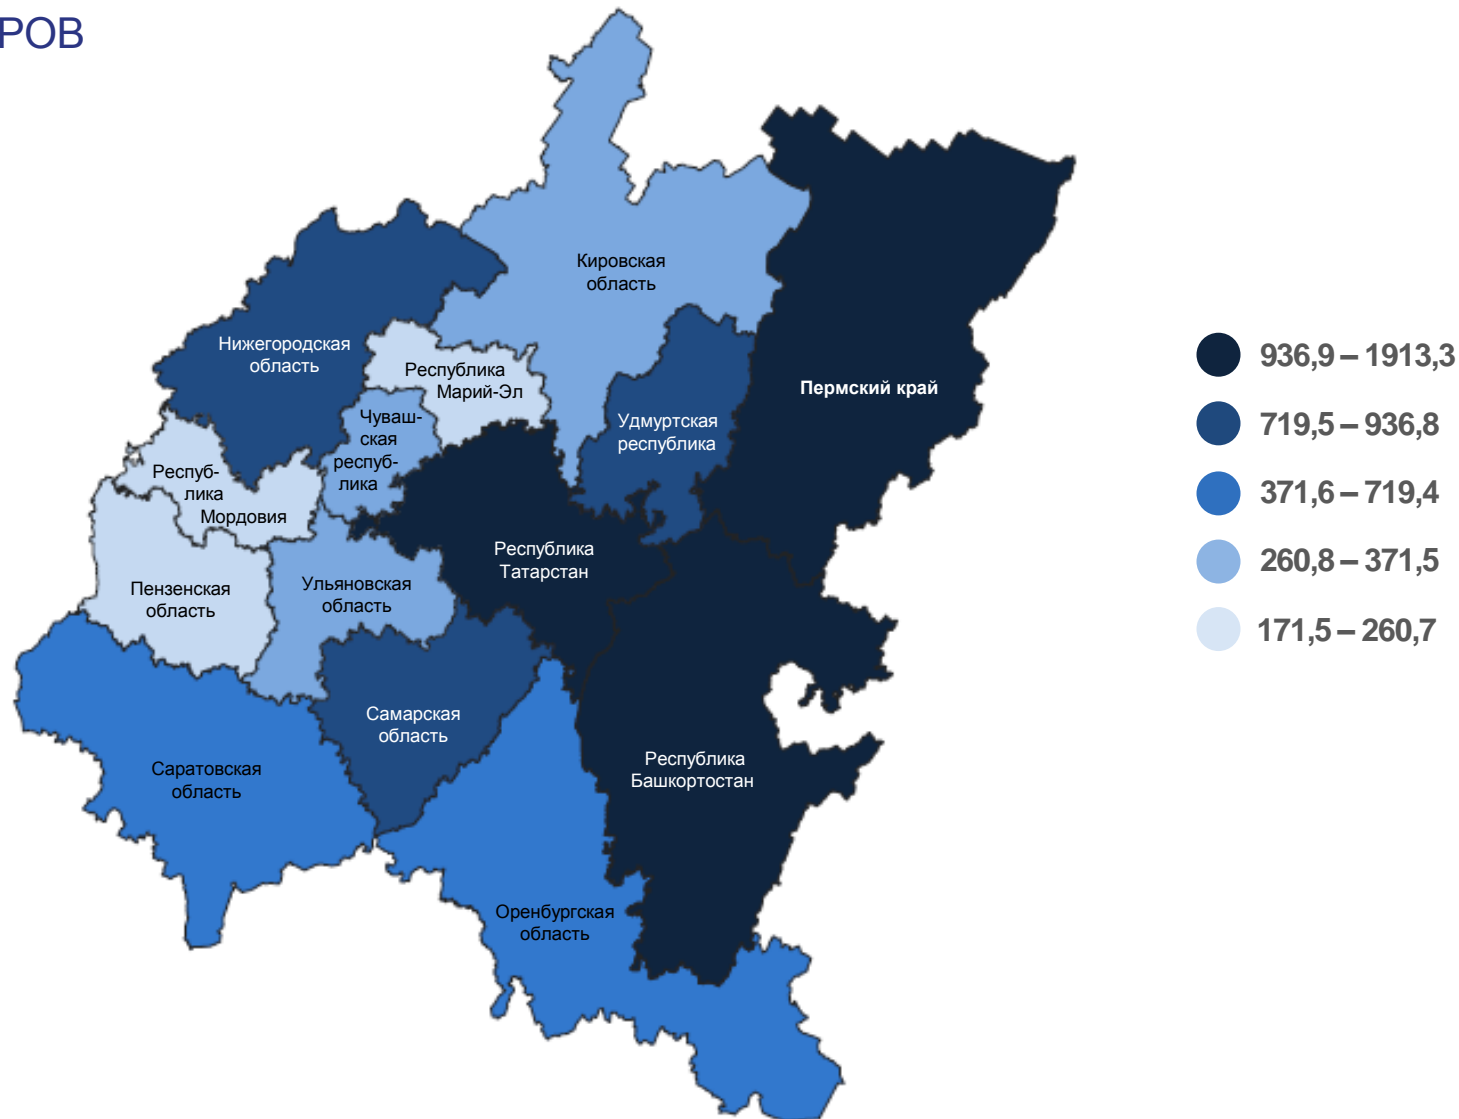 РОВ
Кировская
область
Нижегородская
область
Республика
Марий-Эл
Пермский край
Чуваш-
ская
респуб-
лика
Удмуртская
республика
Респуб-
лика
Мордовия
Республика
Татарстан
Пензенская
область
Ульяновская
область
Самарская
область
Саратовская
область
Республика
Башкортостан
Оренбургская
область
936,9 – 1913,3
719,5 – 936,8
371,6 – 719,4
260,8 – 371,5
171,5 – 260,7